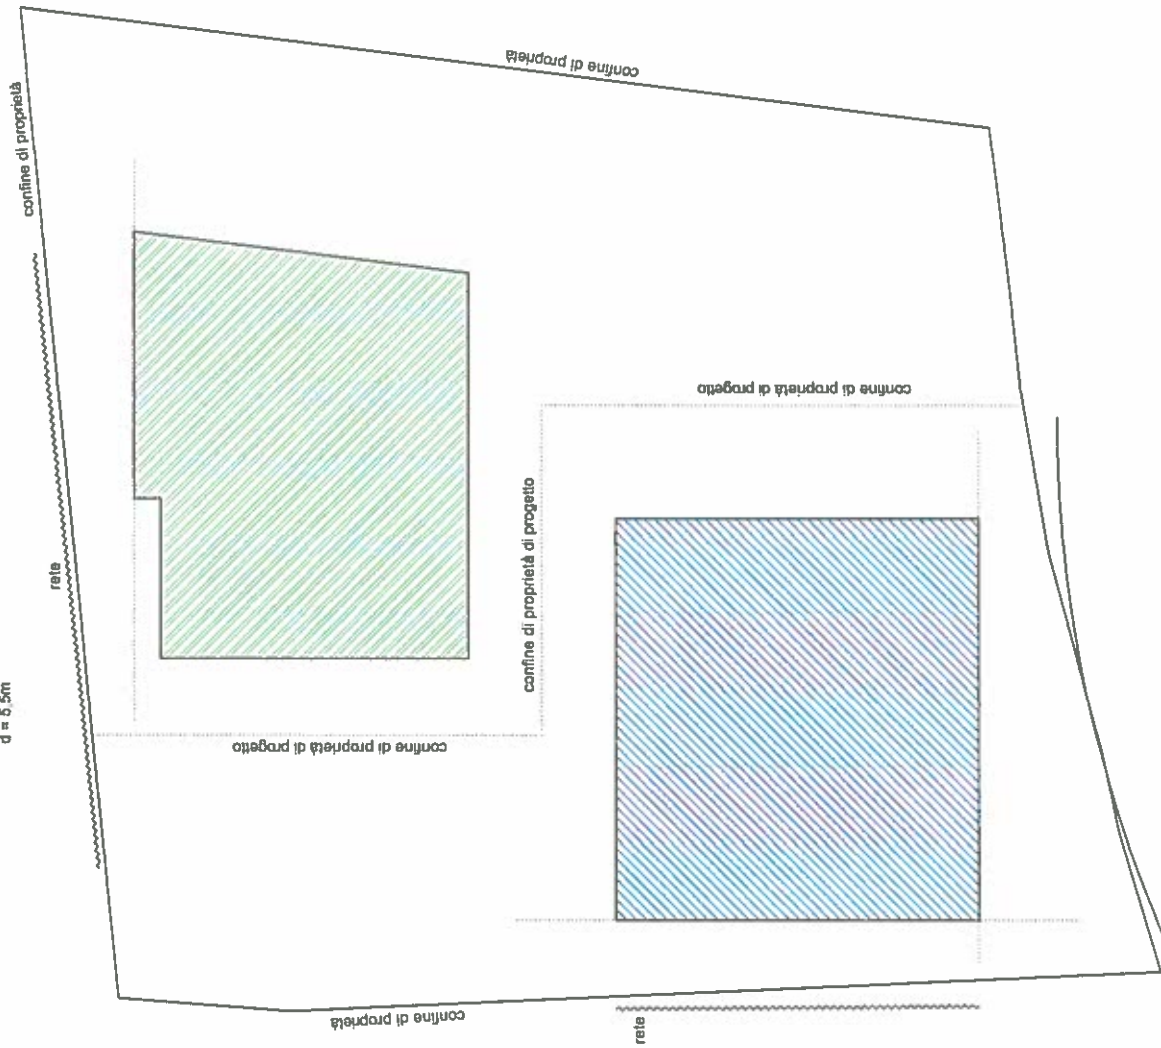 confine di proprietà
confine di proprietà
rete
d = 5,5m
confine di proprietà di progetto
confine di proprietà di progetto
confine di proprietà di progetto
confine di proprietà
rete